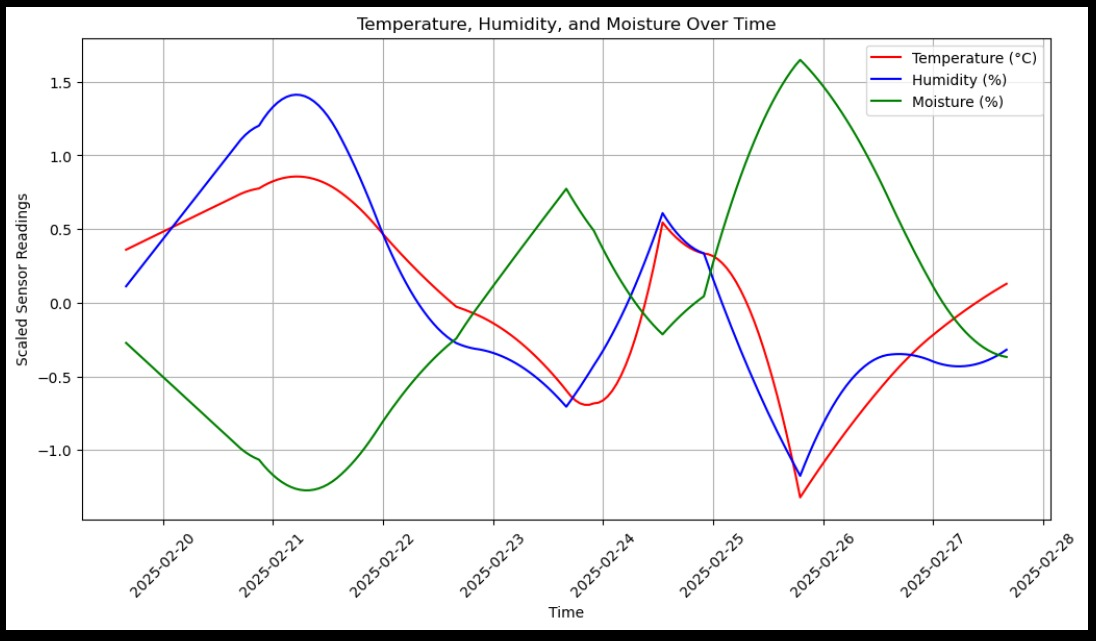 Temperature, Humidity, and Moisture Over Time
Temperature (°C)
Humidity (%)
Moisture (%)
Scaled Sensor Readings
1.5
1.0
0.5
0.0
−0.5
−1.0
2025-02-20
2025-02-21
2025-02-22
2025-02-23
2025-02-24
2025-02-25
2025-02-26
2025-02-27
2025-02-28
Time